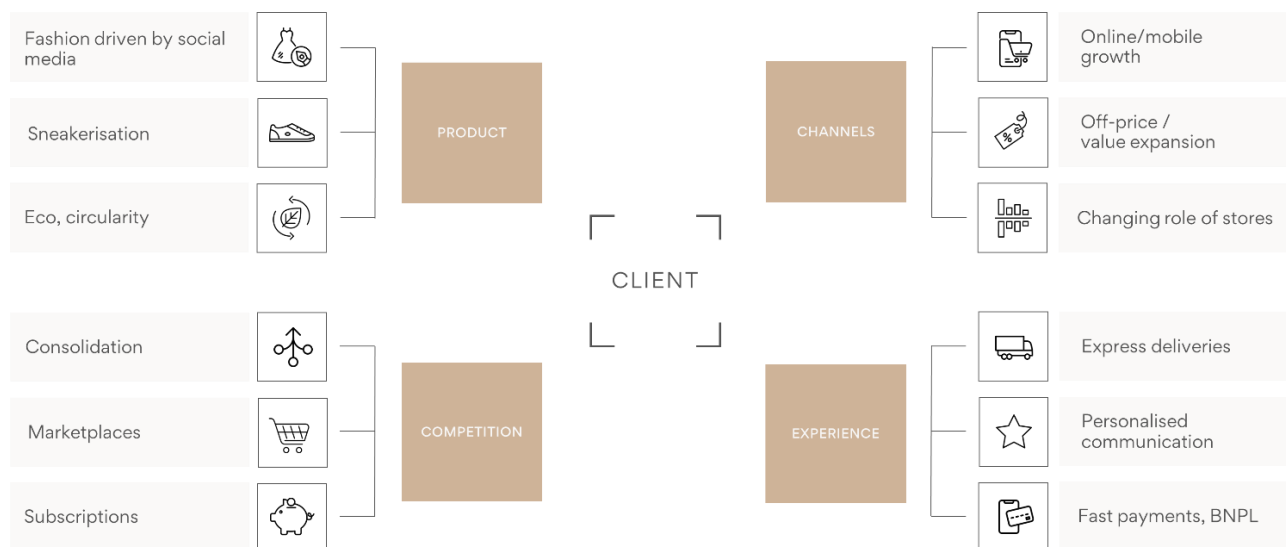 Fashion driven by social
media
Sneakerisation
Eco, circularity
PRODUCT
CHANNELS
Online/mobile
growth
Off-price /
value expansion
%
Changing role of stores
CLIENT
Consolidation
Marketplaces
Subscriptions
COMPETITION
EXPERIENCE
Express deliveries
Personalised
communication
Fast payments, BNPL